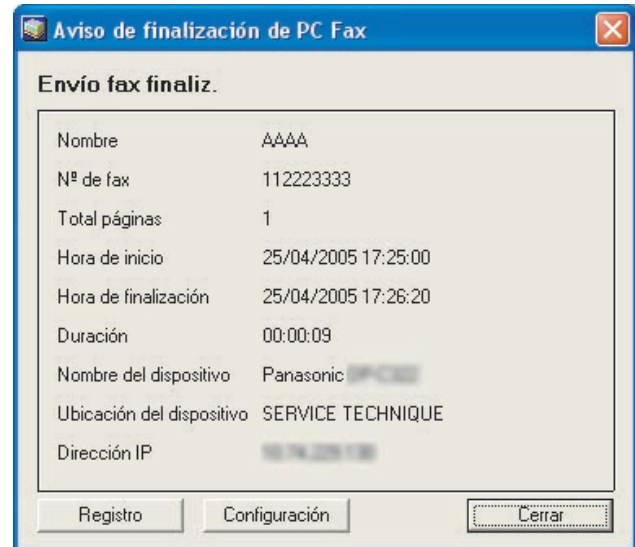 Aviso de finalización de PC Fax
Envío fax finaliz.
Nombre AAAA
Nº de fax 112223333
Total páginas 1
Hora de inicio 25/04/2005 17:25:00
Hora de finalización 25/04/2005 17:26:20
Duración 00:00:09
Nombre del dispositivo Panasonic
Ubicación del dispositivo SERVICE TECHNIQUE
Dirección IP
Registro Configuración Cerrar